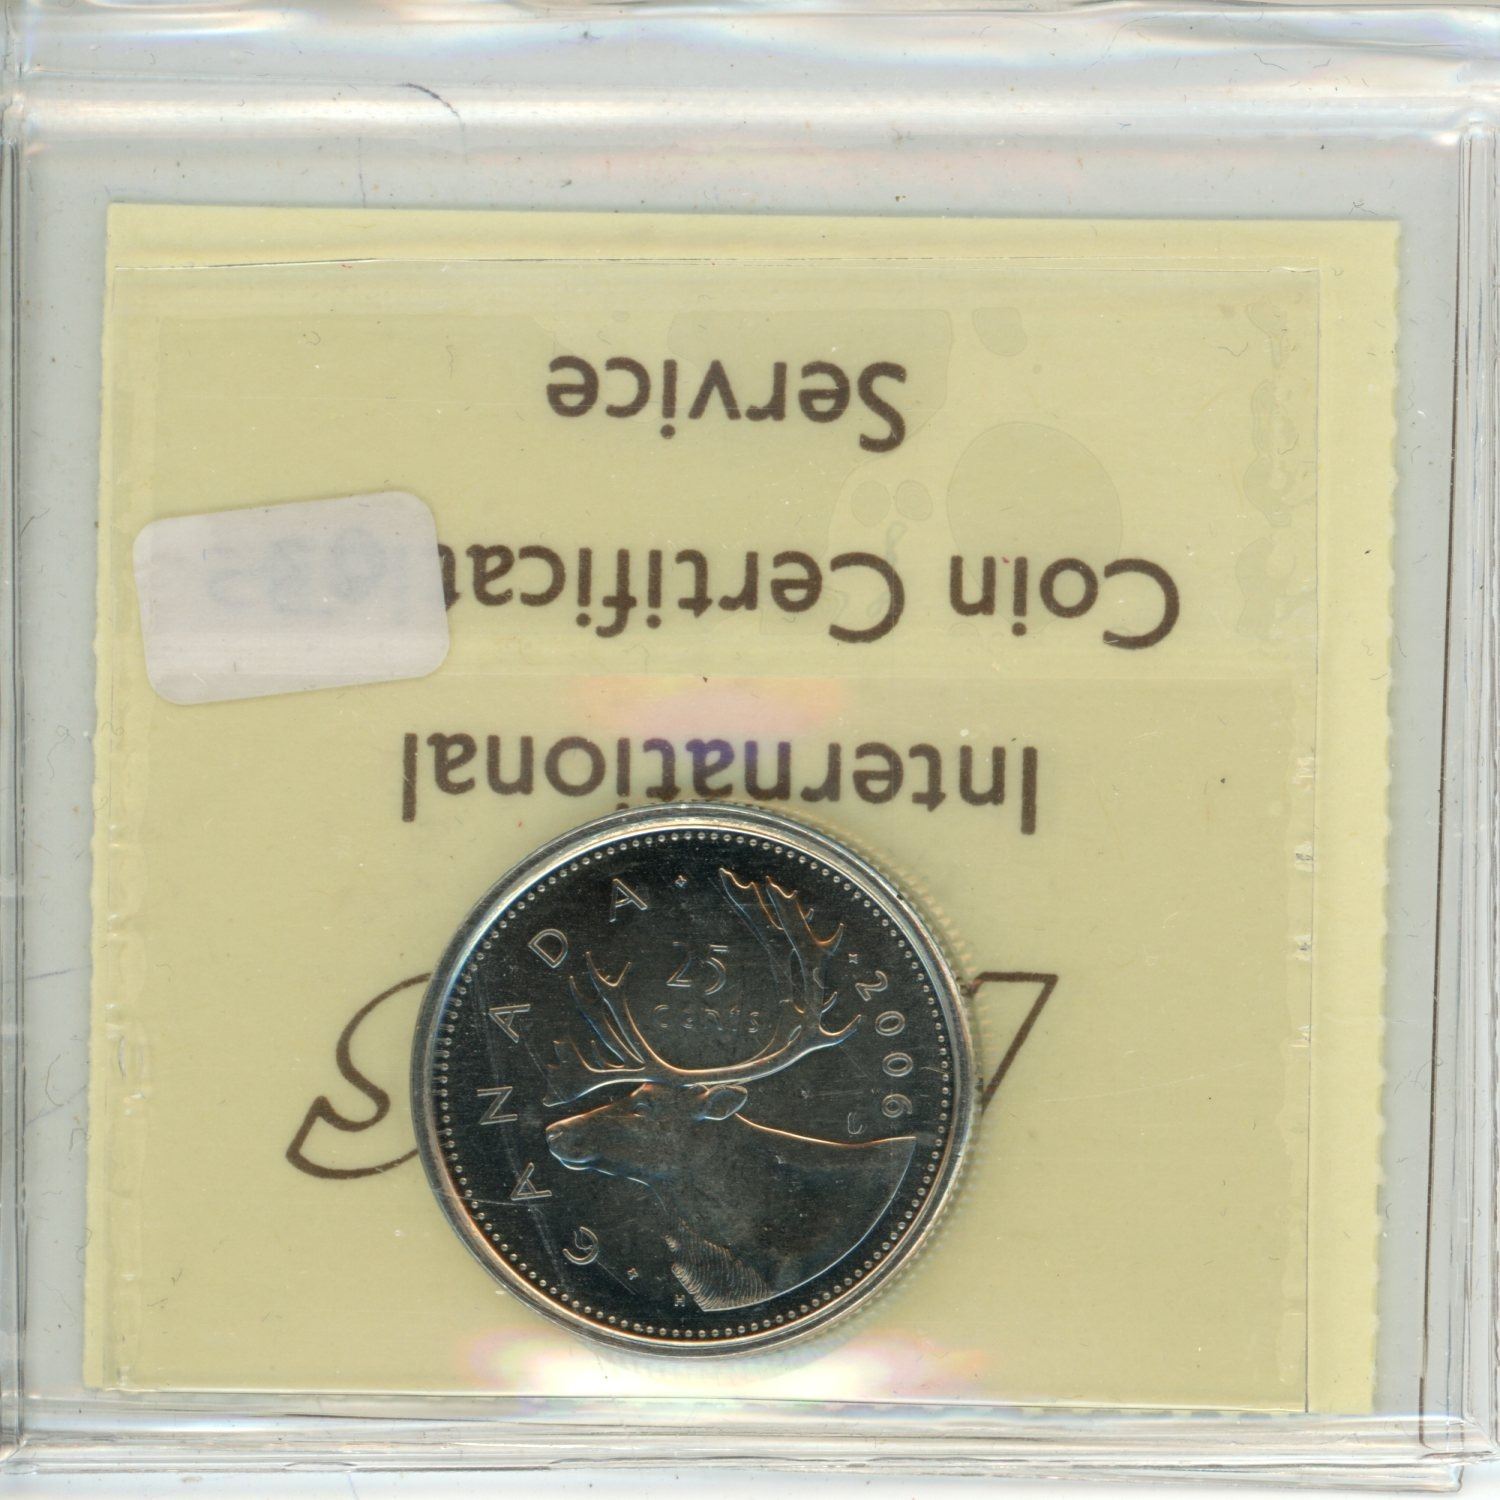 International
Coin Certificat
Service
CANADA
25
CENTS
2006
H